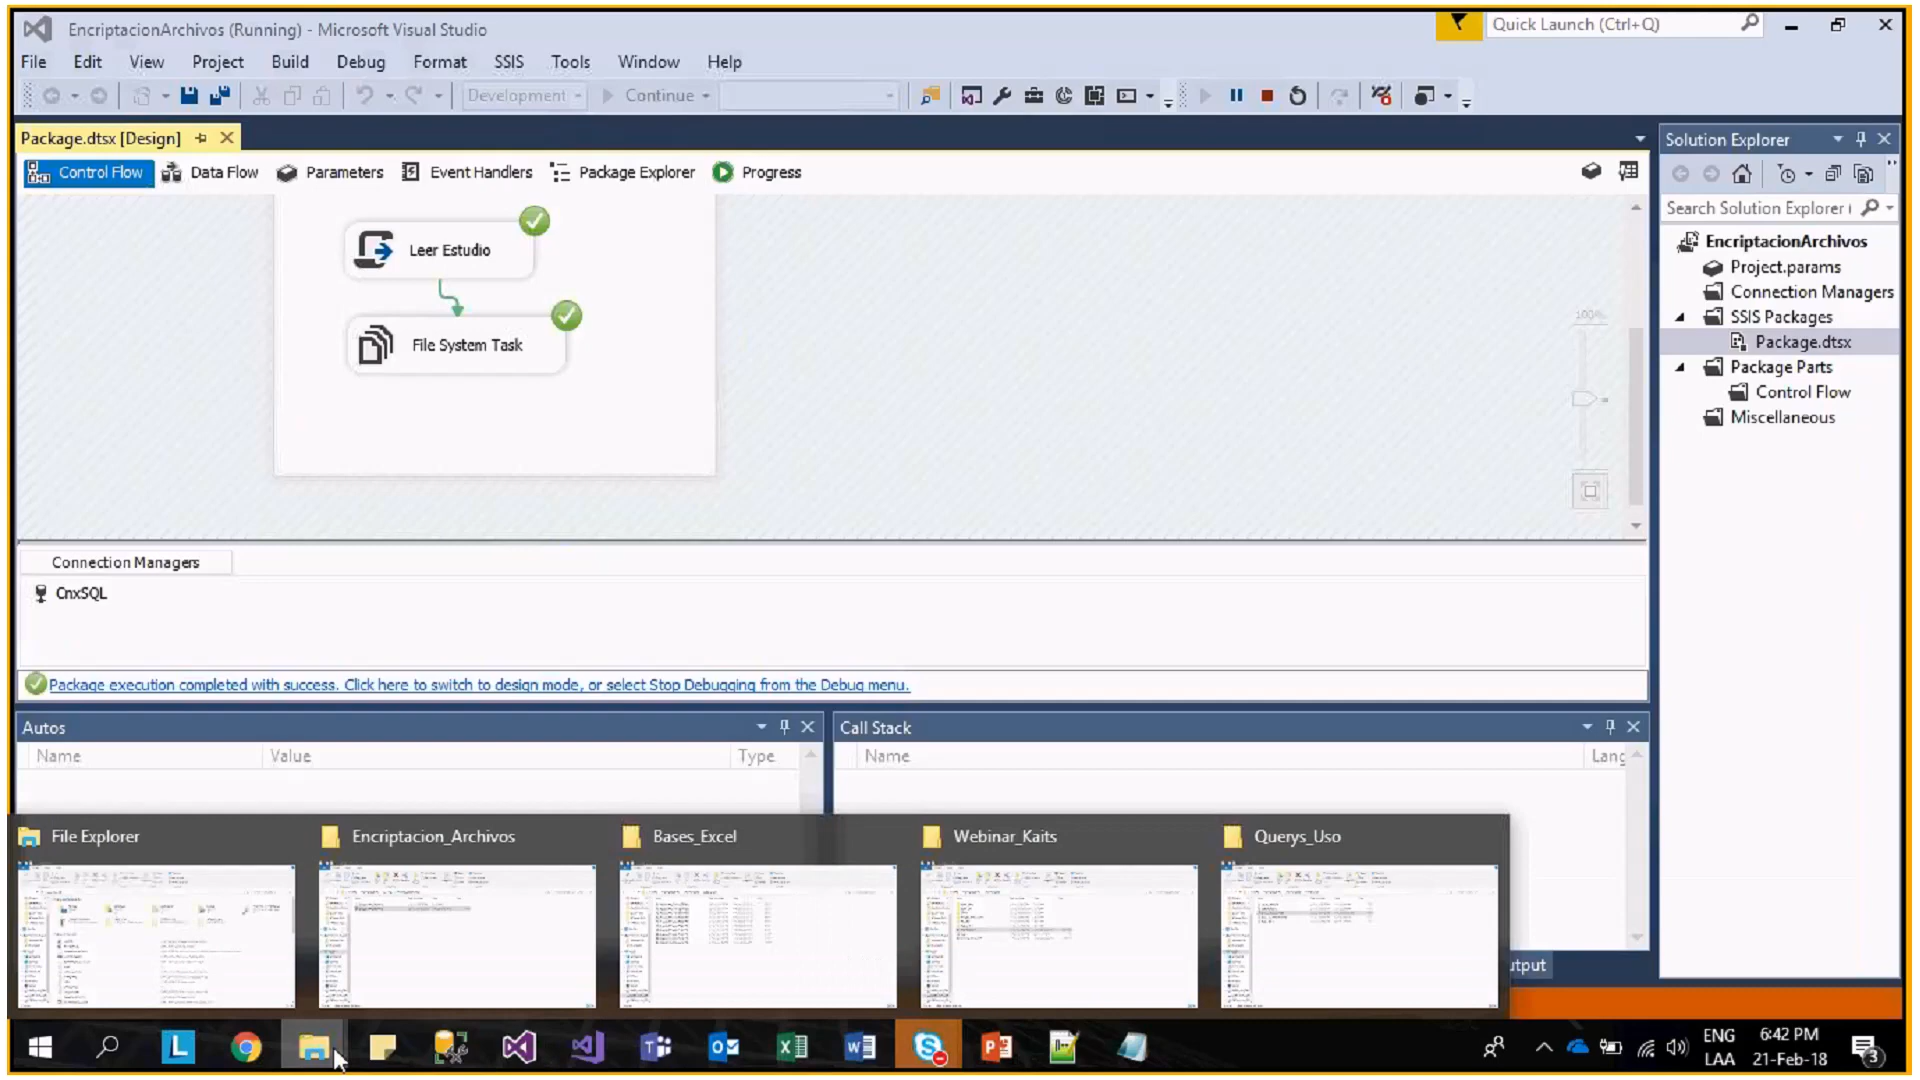 EncriptacionArchivos (Running) - Microsoft Visual Studio
Quick Launch (Ctrl+Q)
File Edit View Project Build Debug Format SSIS Tools Window Help
Development Continue
Package.dtsx [Design]
Solution Explorer
Control Flow Data Flow Parameters Event Handlers Package Explorer Progress
Search Solution Explorer (
Leer Estudio
File System Task
100%
EncriptacionArchivos
Project.params
Connection Managers
SSIS Packages
Package.dtsx
Package Parts
Control Flow
Miscellaneous
Connection Managers
CnxSQL
Package execution completed with success. Click here to switch to design mode, or select Stop Debugging from the Debug menu.
Autos
Name Value Type
Call Stack
Name Lang
File Explorer
Encriptacion_Archivos
Bases_Excel
Webinar_Kaits
Querys_Uso
utput
ENG
LAA
6:42 PM
21-Feb-18
3